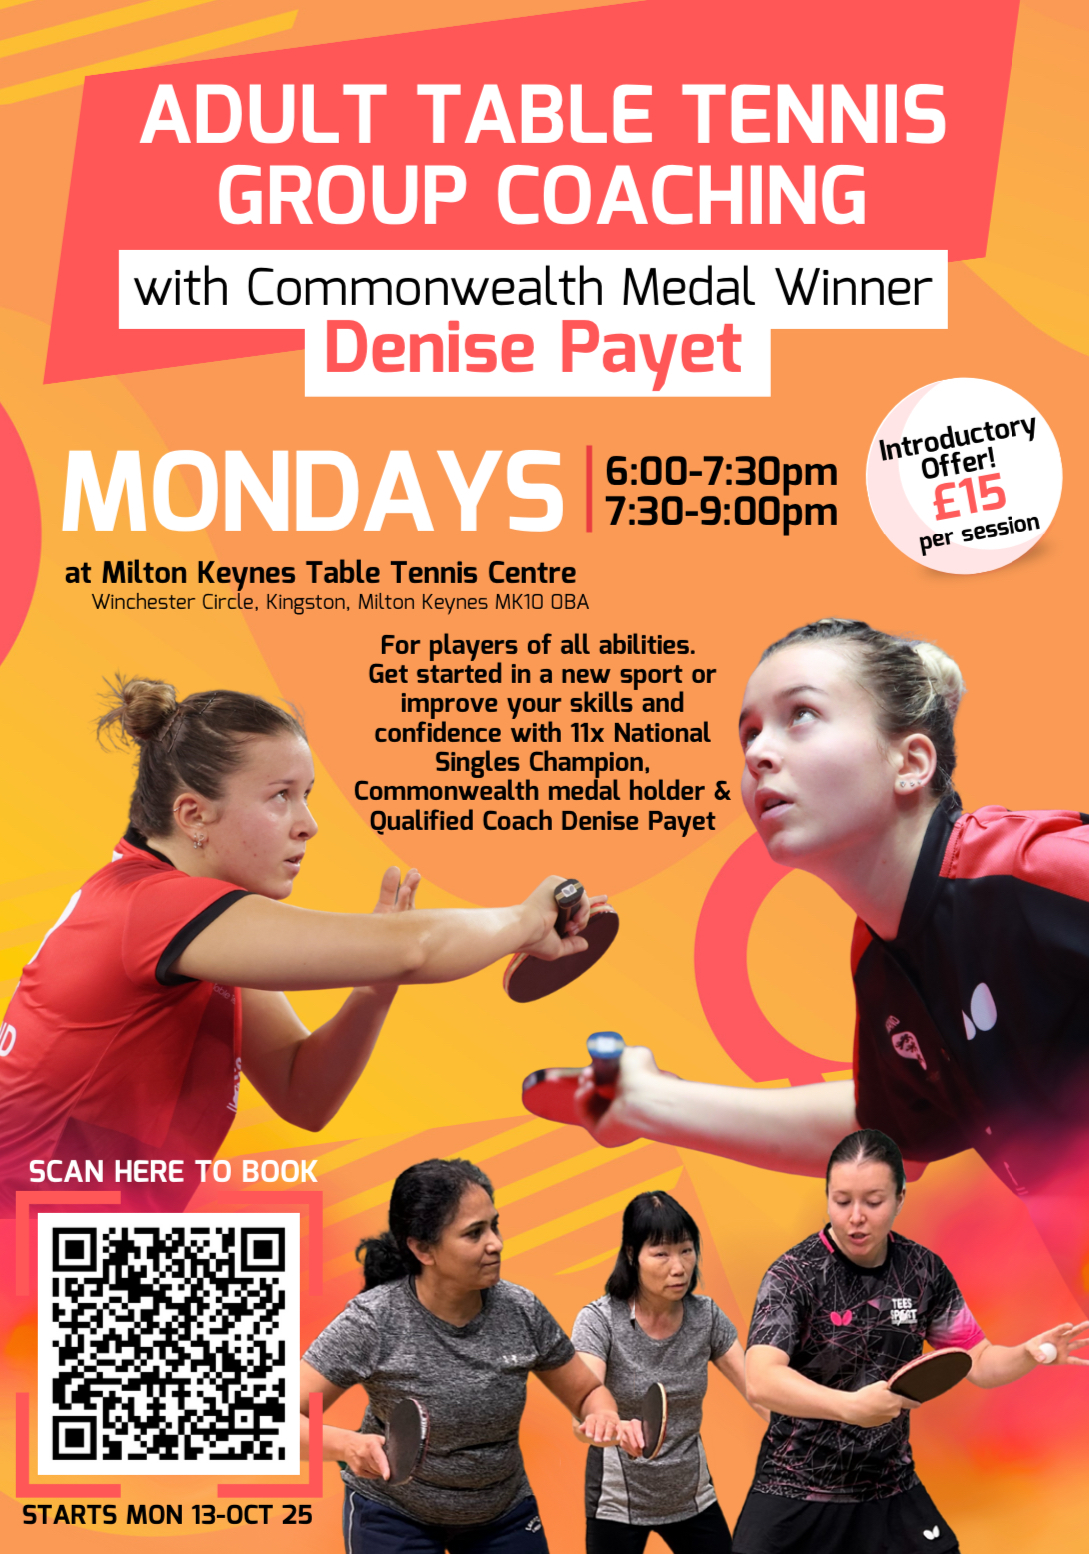 ADULT TABLE TENNIS
GROUP COACHING
with Commonwealth Medal Winner
Denise Payet
MONDAYS
6:00-7:30pm
7:30-9:00pm
Introductory
Offer!
£15
per session
at Milton Keynes Table Tennis Centre
Winchester Circle, Kingston, Milton Keynes MK10 0BA
For players of all abilities.
Get started in a new sport or
improve your skills and
confidence with 11x National
Singles Champion,
Commonwealth medal holder &
Qualified Coach Denise Payet
SCAN HERE TO BOOK
TEES
SPORT
STARTS MON 13-OCT 25